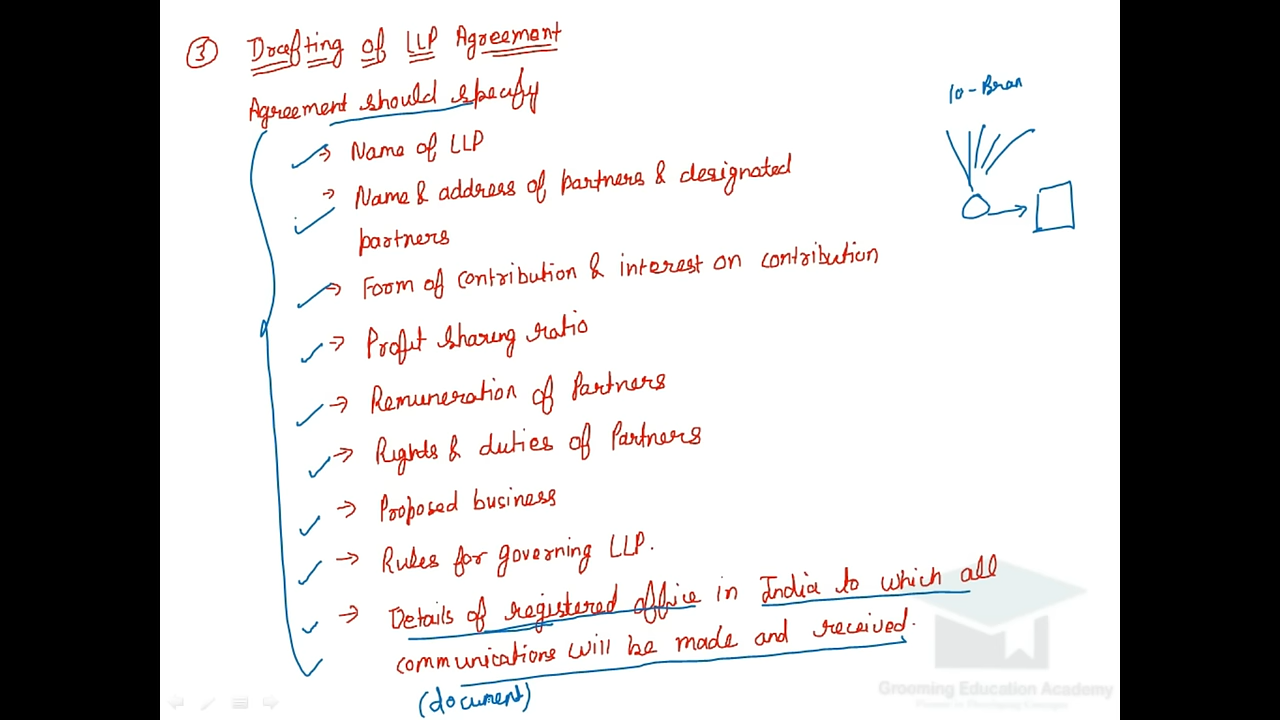 ③ Drafting of LLP Agreement
Agreement should specify
10 - Bran
→ Name of LLP
→ Name & address of partners & designated
partners
→ Form of contribution & interest on contribution
→ Profit sharing ratio
→ Remuneration of Partners
→ Rights & duties of Partners
→ Proposed business
→ Rules for governing LLP.
→ Details of registered office in India to which all
communications will be made and received.
(document)
Grooming Education Academy